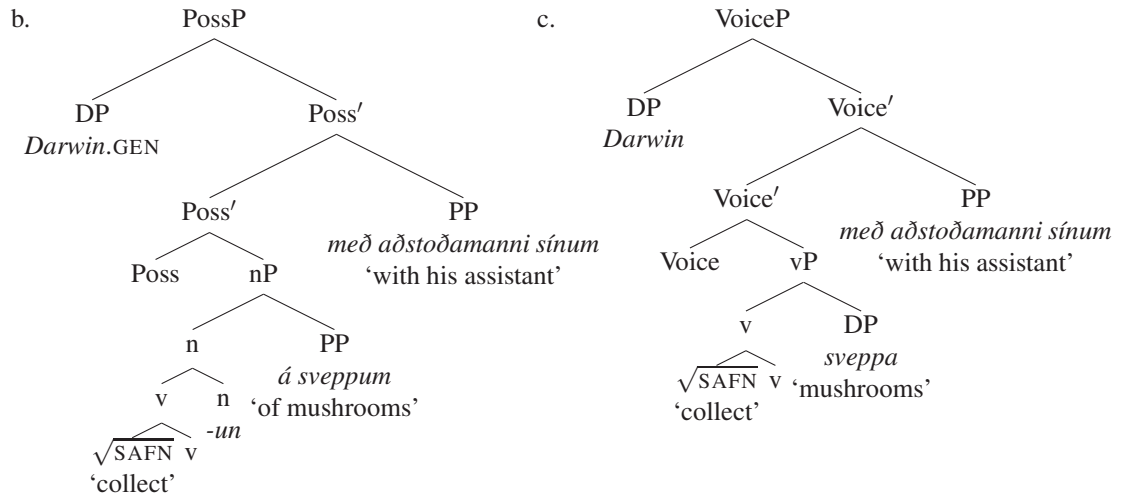 b. PossP c. VoiceP
DP Poss′ DP Voice′
Darwin.GEN Darwin
Poss′ PP Voice′ PP
með aðstoðamanni sínum með aðstoðamanni sínum
Poss nP ‘with his assistant’ Voice vP ‘with his assistant’
n PP v DP
á sveppum sveppa
v n ‘of mushrooms’ √SAFN v ‘mushrooms’
-un ‘collect’
√SAFN v
‘collect’